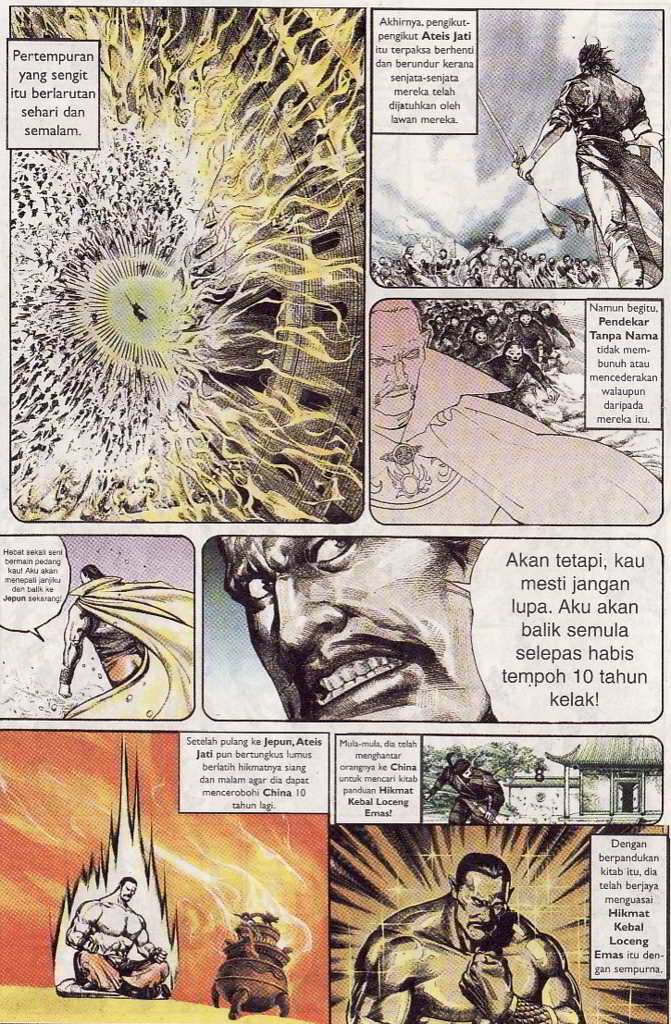 Pertempuran
yang sengit
itu berlarutan
sehari dan
semalam.
Akhirnya, pengikut-
pengikut Ateis Jati
itu terpaksa berhenti
dan berundur kerana
senjata-senjata
mereka telah
dijatuhkan oleh
lawan mereka.
Namun begitu,
Pendekar
Tanpa Nama
tidak mem-
bunuh atau
mencederakan
walaupun
daripada
mereka itu.
Hebat sekali seni
bermain pedang
kau! Aku akan
menepati janjiku
dan balik ke
Jepun sekarang!
Akan tetapi, kau
mesti jangan
lupa. Aku akan
balik semula
selepas habis
tempoh 10 tahun
kelak!
Setelah pulang ke Jepun, Ateis
Jati pun bertungkus lumus
berlatih hikmatnya siang
dan malam agar dia dapat
mencerobohi China 10
tahun lagi.
Mula-mula, dia telah
menghantar
orangnya ke China
untuk mencari kitab
panduan Hikmat
Kebal Loceng
Emas!
Dengan
berpandukan
kitab itu, dia
telah berjaya
menguasai
Hikmat
Kebal
Loceng
Emas itu den-
gan sempurna.